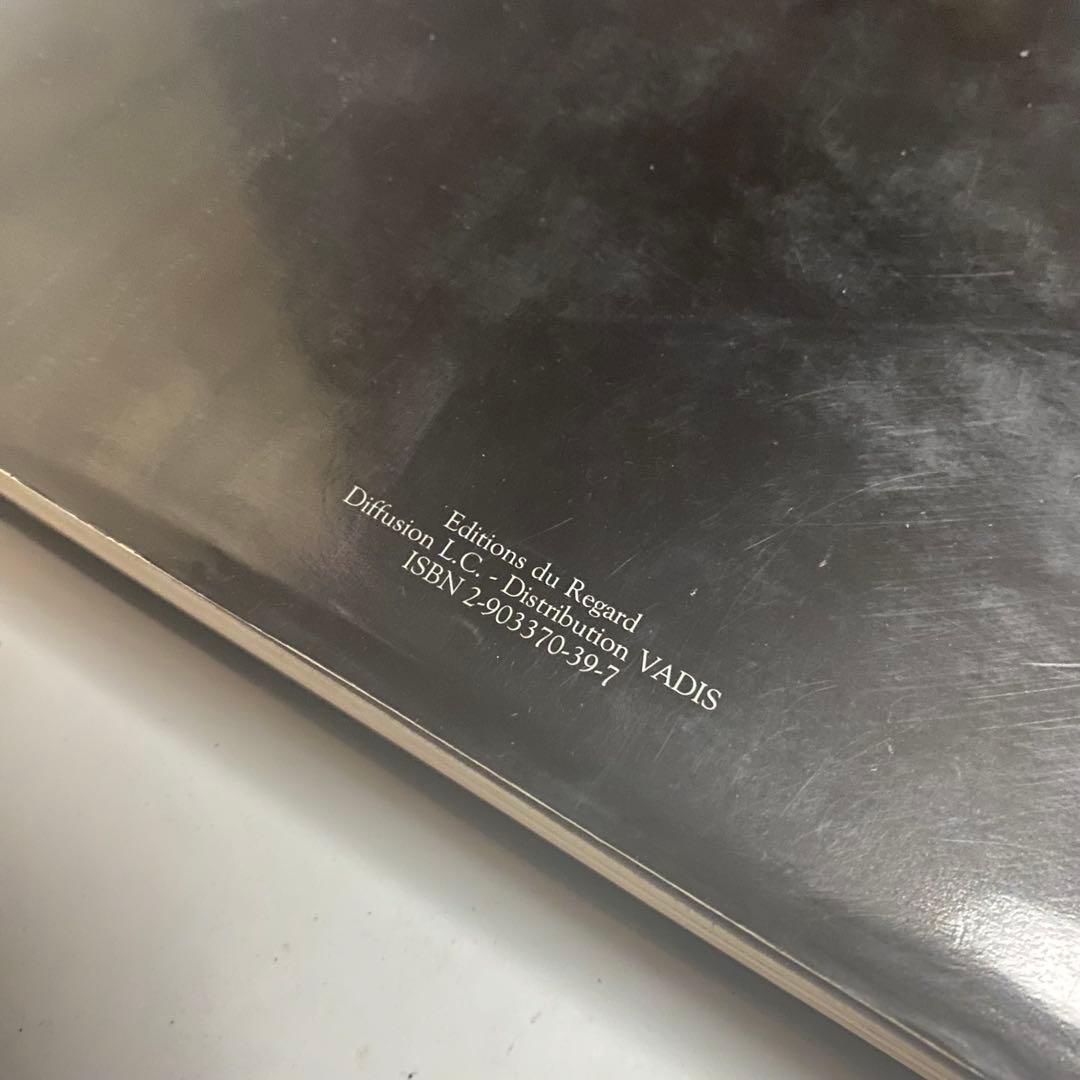 Editions du Regard
Diffusion L.C. - Distribution VADIS
ISBN 2-903370-39-7